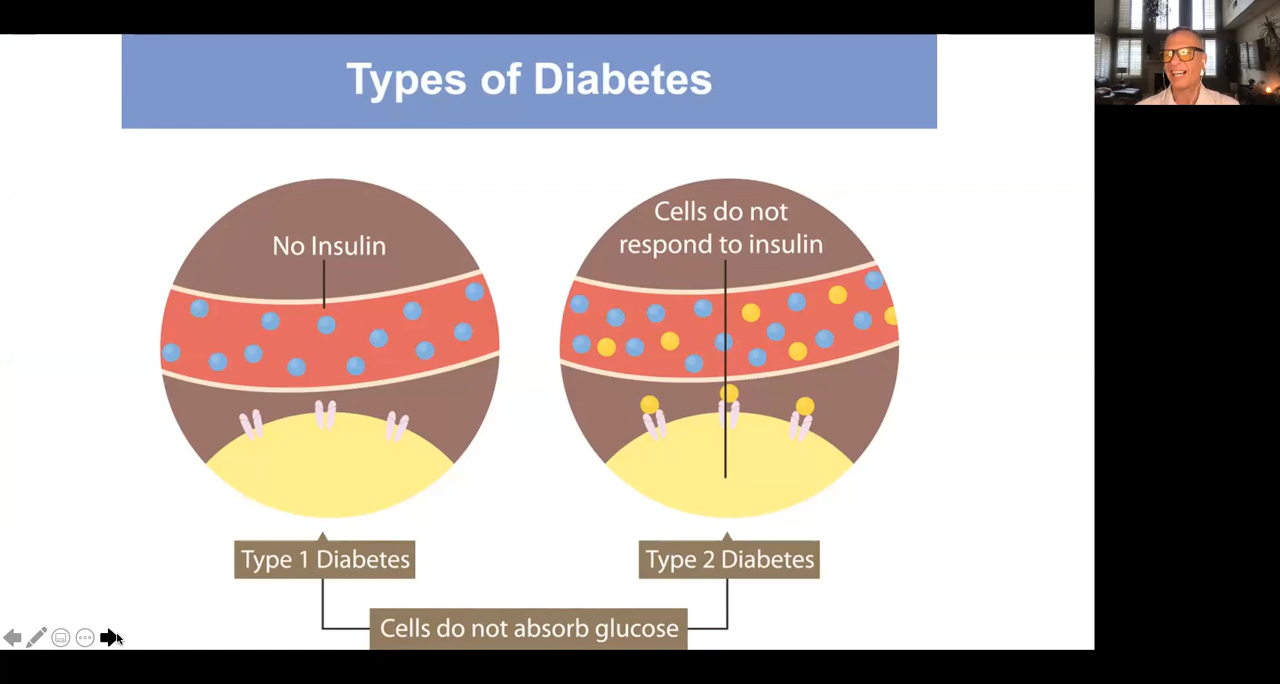 Types of Diabetes
No Insulin
Cells do not
respond to insulin
Type 1 Diabetes
Type 2 Diabetes
Cells do not absorb glucose